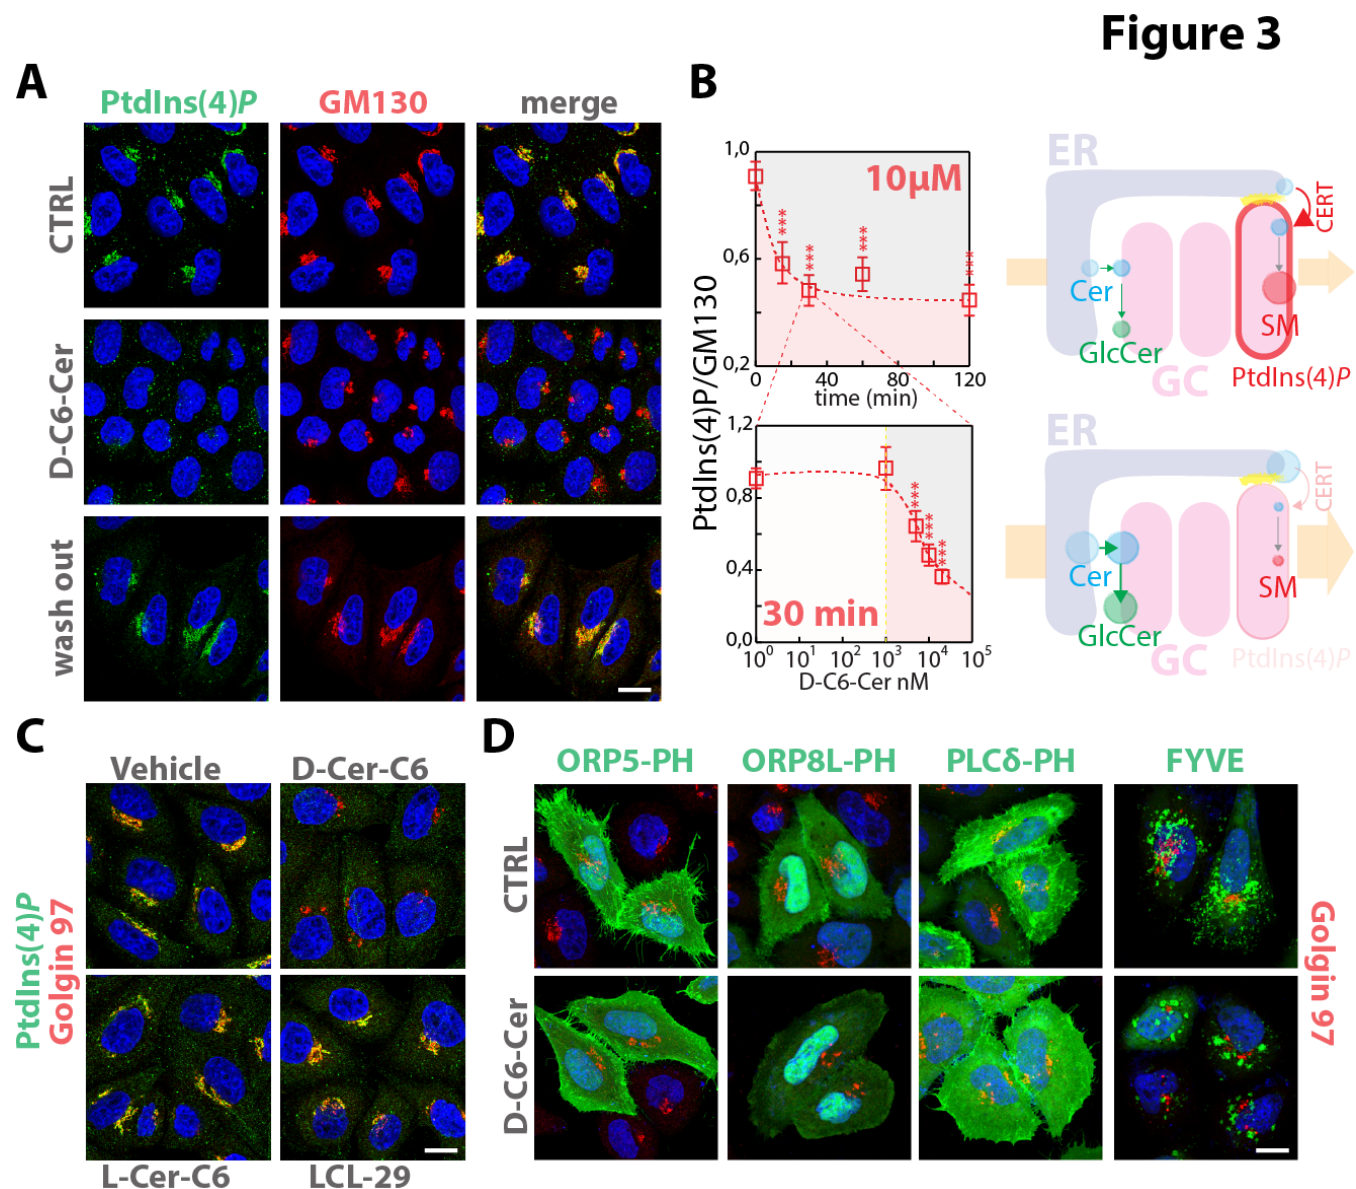 Figure 3
A
PtdIns(4)P
GM130
merge
CTRL
D-C6-Cer
wash out
B
PtdIns(4)P/GM130
1,0
0,6
0,2
10µM
***
***
***
***
0
40
80
120
time (min)
1,2
0,8
0,4
0,0
30 min
***
***
***
10⁰
10¹
10²
10³
10⁴
10⁵
D-C6-Cer nM
ER
CERT
Cer
SM
GlcCer
GC
PtdIns(4)P
ER
CERT
Cer
SM
GlcCer
GC
PtdIns(4)P
C
Vehicle
D-Cer-C6
PtdIns(4)P
Golgin 97
L-Cer-C6
LCL-29
D
ORP5-PH
ORP8L-PH
PLCδ-PH
FYVE
CTRL
D-C6-Cer
Golgin 97